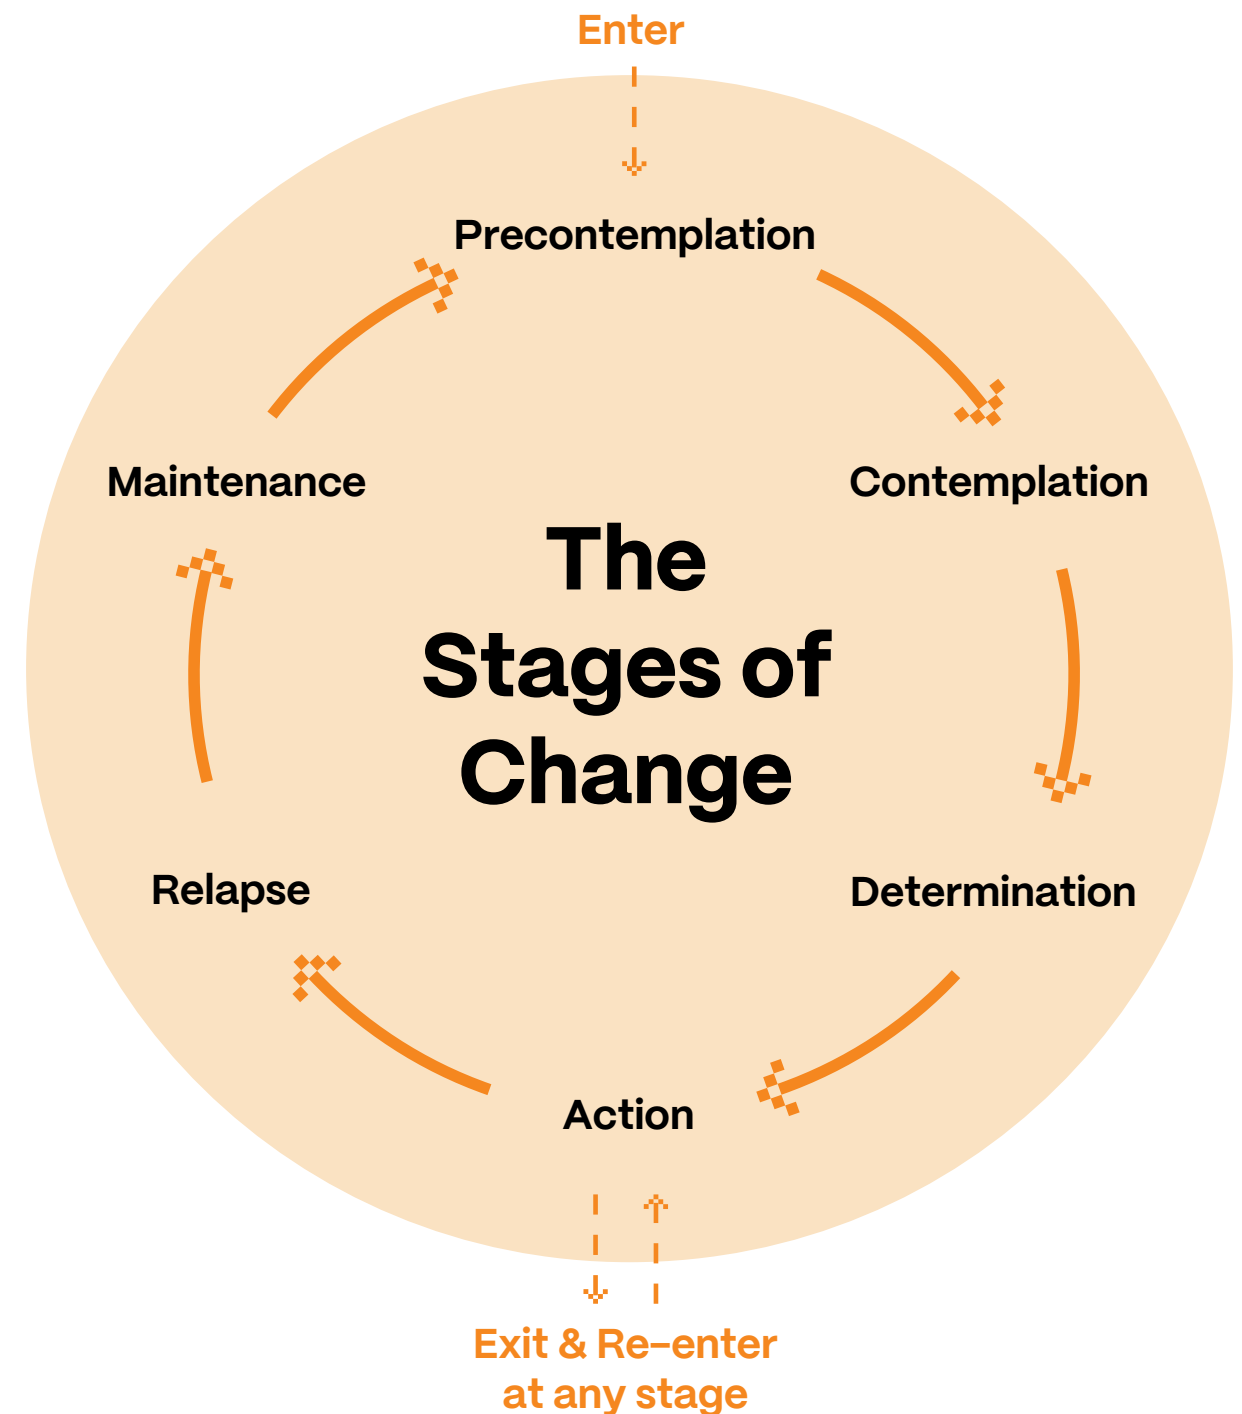 Enter
Precontemplation
Maintenance
Contemplation
The
Stages of
Change
Relapse
Determination
Action
Exit & Re–enter
at any stage